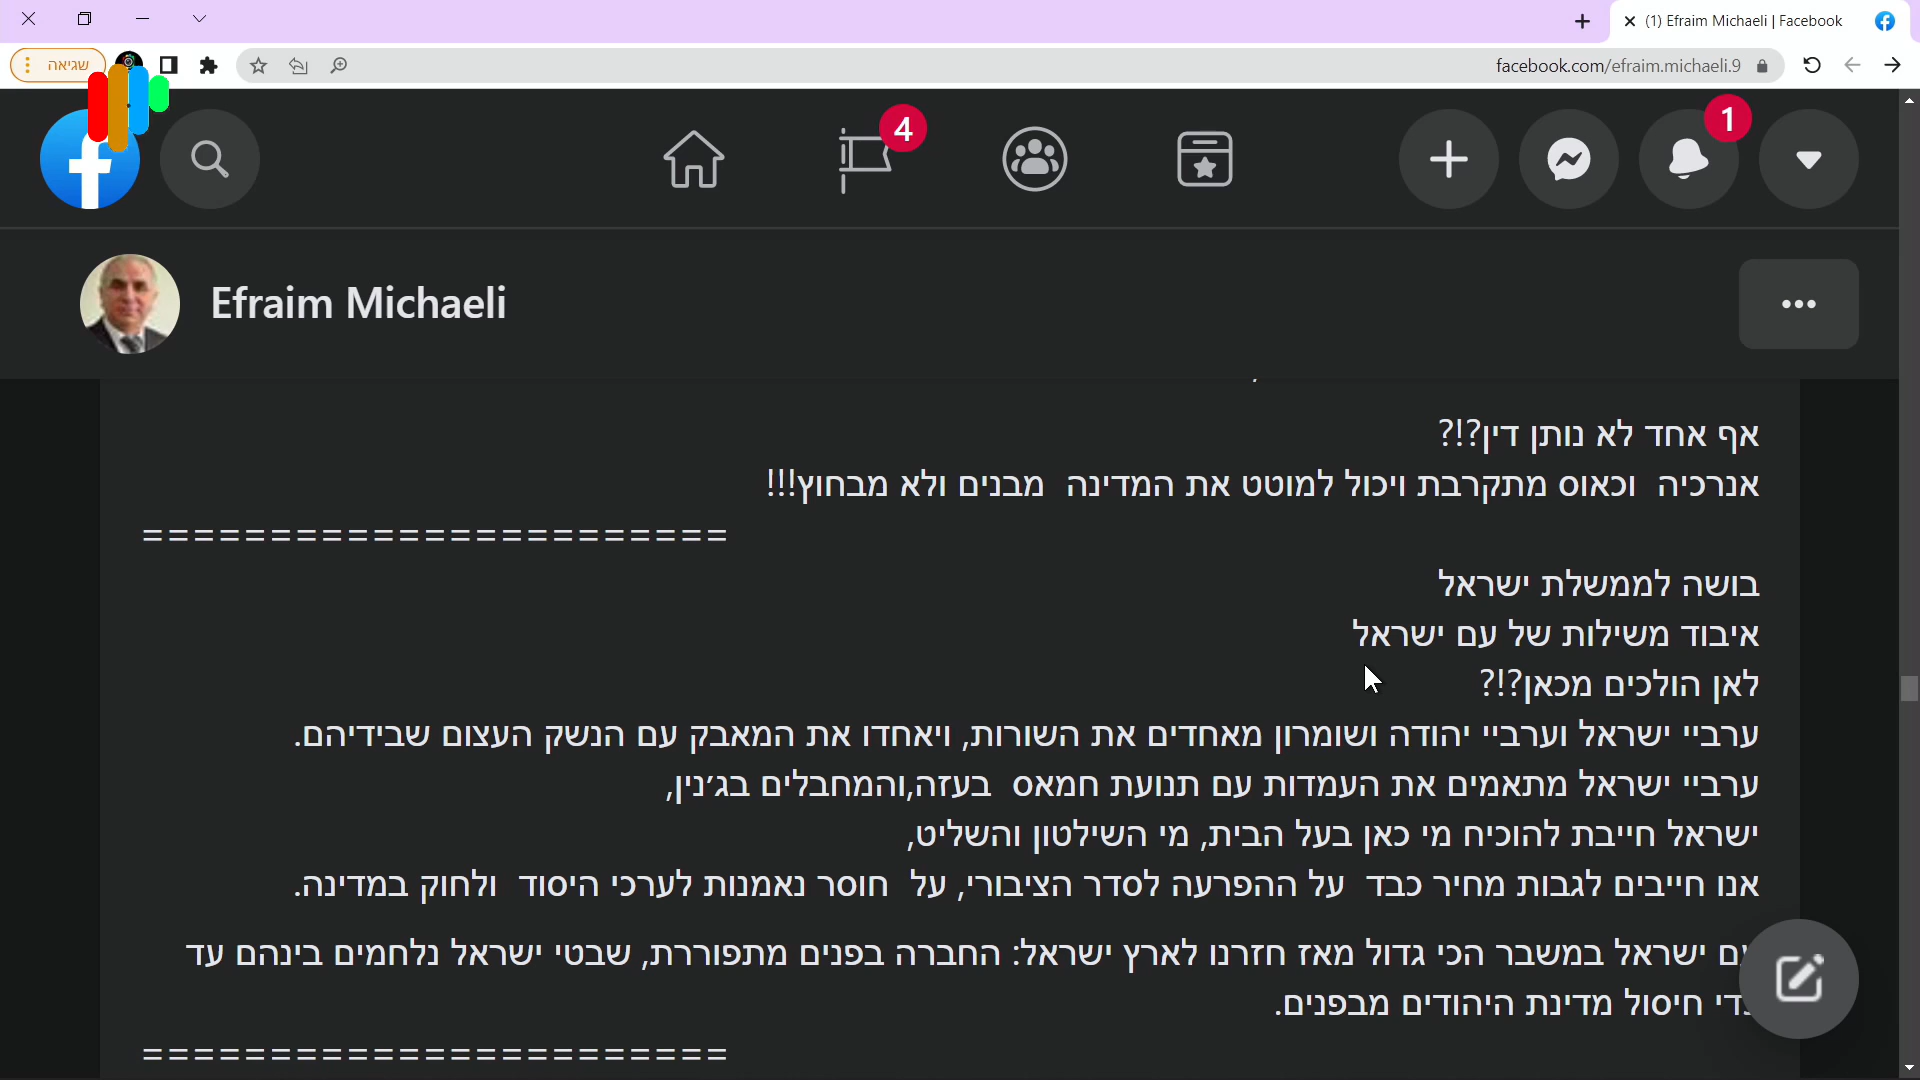 (1) Efraim Michaeli | Facebook
שגיאה
facebook.com/efraim.michaeli.9
4
1
Efraim Michaeli
אף אחד לא נותן דין?!?
אנרכיה וכאוס מתקרבת ויכול למוטט את המדינה מבנים ולא מבחוץ!!!
=======================
בושה לממשלת ישראל
איבוד משילות של עם ישראל
לאן הולכים מכאן?!?
ערביי ישראל וערביי יהודה ושומרון מאחדים את השורות, ויאחדו את המאבק עם הנשק העצום שבידיהם.
ערביי ישראל מתאמים את העמדות עם תנועת חמאס בעזה,והמחבלים בג'נין,
ישראל חייבת להוכיח מי כאן בעל הבית, מי השילטון והשליט,
אנו חייבים לגבות מחיר כבד על ההפרעה לסדר הציבורי, על חוסר נאמנות לערכי היסוד ולחוק במדינה.
ישראל במשבר הכי גדול מאז חזרנו לארץ ישראל: החברה בפנים מתפוררת, שבטי ישראל נלחמים בינהם עד
חיסול מדינת היהודים מבפנים.
=======================